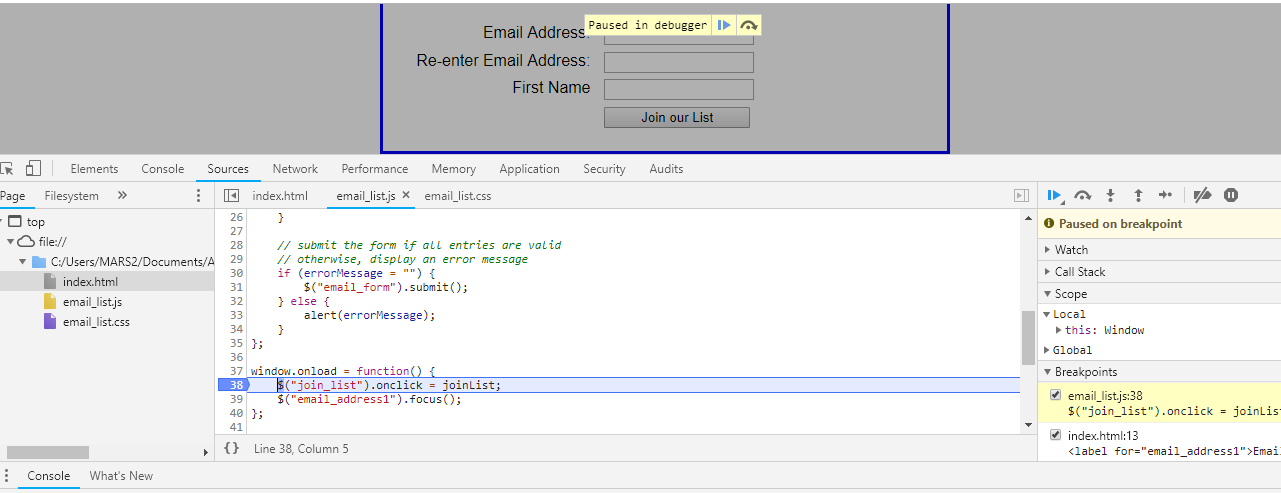 Paused in debugger
Email Address:
Re-enter Email Address:
First Name
Join our List
Elements Console Sources Network Performance Memory Application Security Audits
Page Filesystem »
index.html email_list.js × email_list.css
top
file://
C:/Users/MARS2/Documents/A
index.html
email_list.js
email_list.css
26 }
27
28 // submit the form if all entries are valid
29 // otherwise, display an error message
30 if (errorMessage = "") {
31 $("email_form").submit();
32 } else {
33 alert(errorMessage);
34 }
35 };
36
37 window.onload = function() {
38 $("join_list").onclick = joinList;
39 $("email_address1").focus();
40 };
41
{} Line 38, Column 5
Paused on breakpoint
Watch
Call Stack
Scope
Local
this: Window
Global
Breakpoints
email_list.js:38
$("join_list").onclick = joinLis
index.html:13
<label for="email_address1">Emai
Console What's New